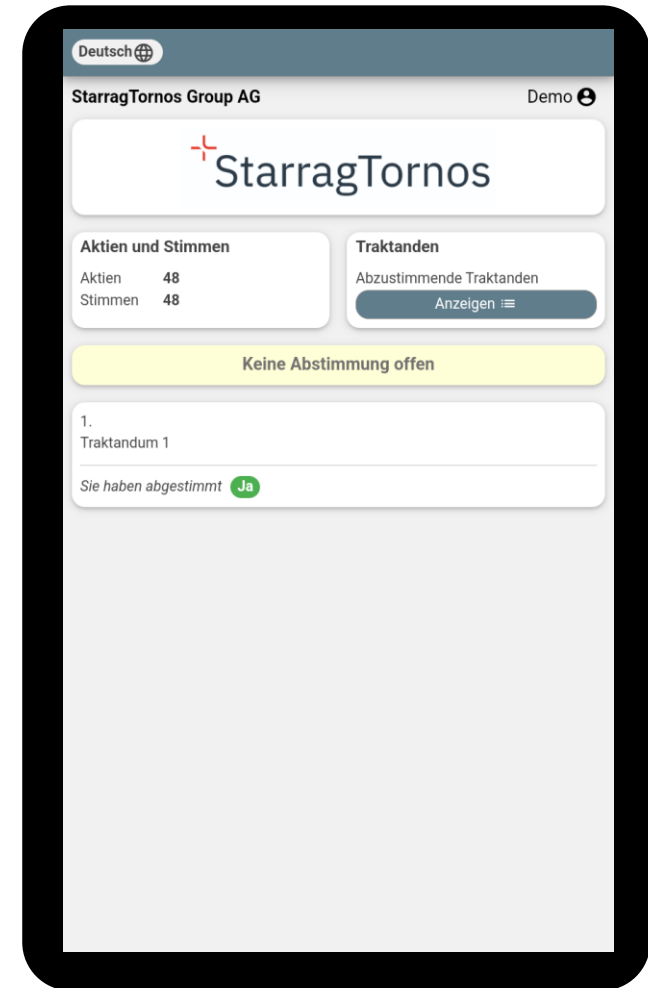 Deutsch
StarragTornos Group AG
Demo
StarragTornos
Aktien und Stimmen
Aktien 48
Stimmen 48
Traktanden
Abzustimmende Traktanden
Anzeigen
Keine Abstimmung offen
1.
Traktandum 1
Sie haben abgestimmt Ja